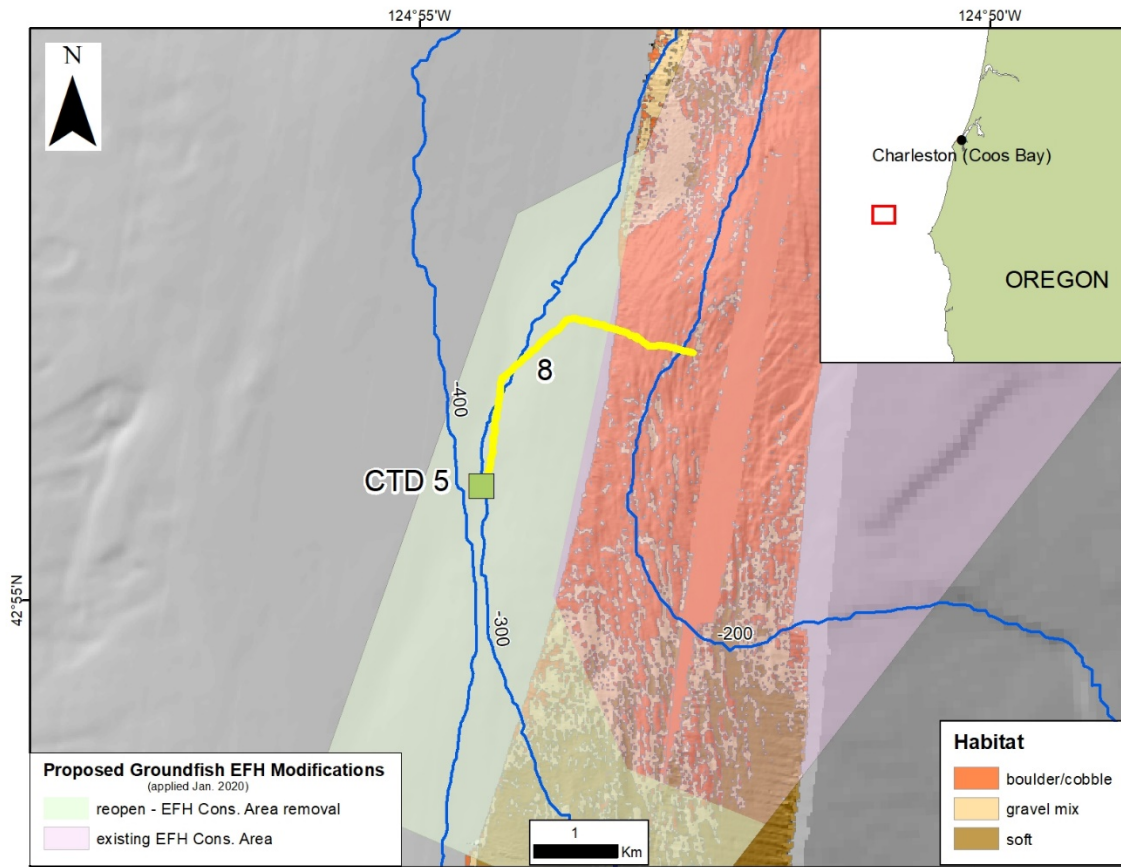 124°55'W
124°50'W
N
Charleston (Coos Bay)
OREGON
8
-400
CTD 5
42°55'N
-300
-200
Proposed Groundfish EFH Modifications
(applied Jan. 2020)
reopen - EFH Cons. Area removal
existing EFH Cons. Area
1
Km
Habitat
boulder/cobble
gravel mix
soft